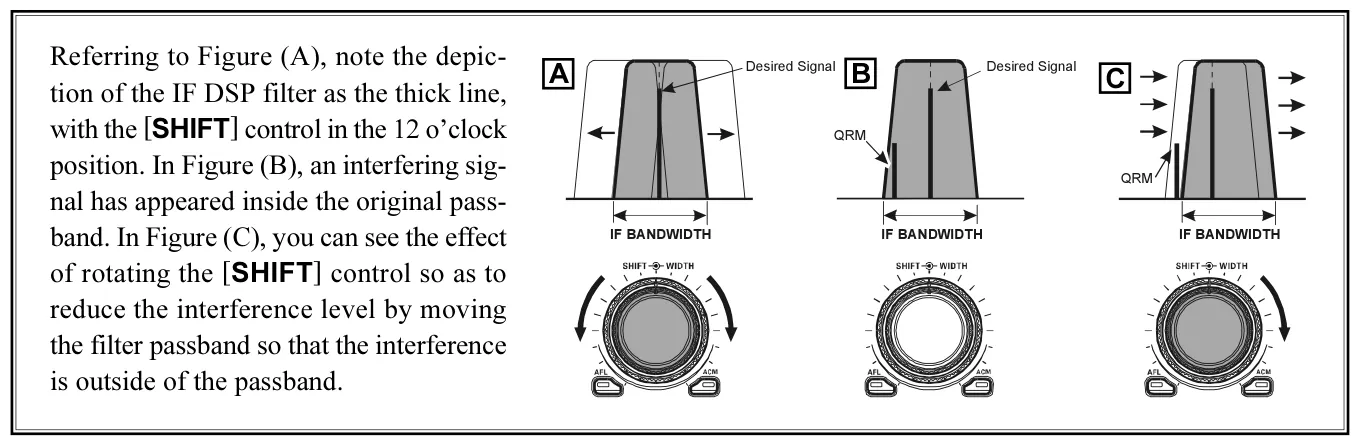 Referring to Figure (A), note the depic-
tion of the IF DSP filter as the thick line,
with the [SHIFT] control in the 12 o’clock
position. In Figure (B), an interfering sig-
nal has appeared inside the original pass-
band. In Figure (C), you can see the effect
of rotating the [SHIFT] control so as to
reduce the interference level by moving
the filter passband so that the interference
is outside of the passband.
A
Desired Signal
IF BANDWIDTH
SHIFT WIDTH
AFL
ACM
B
Desired Signal
QRM
IF BANDWIDTH
SHIFT WIDTH
AFL
ACM
C
QRM
IF BANDWIDTH
SHIFT WIDTH
AFL
ACM